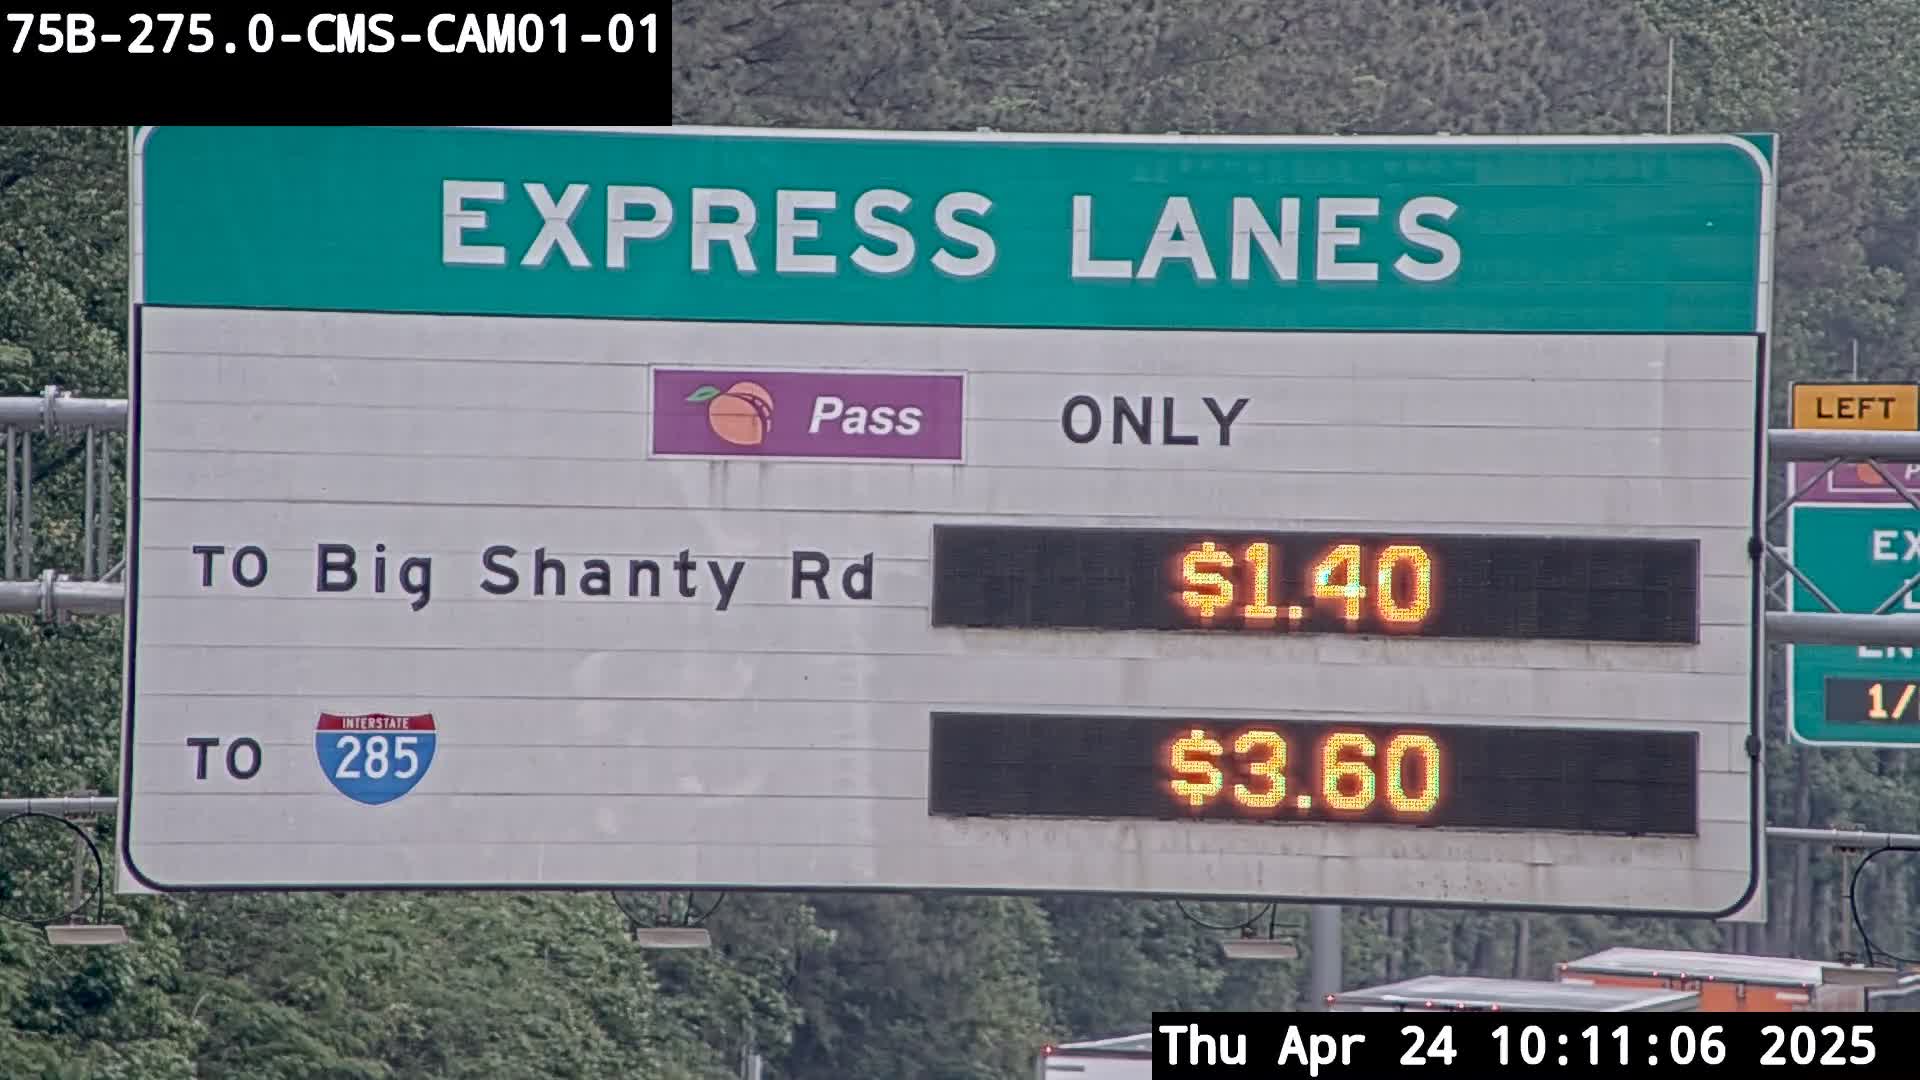 75B-275.0-CMS-CAM01-01
EXPRESS LANES
Pass ONLY
LEFT
TO Big Shanty Rd $1.40
TO INTERSTATE 285 $3.60
1/
Thu Apr 24 10:11:06 2025